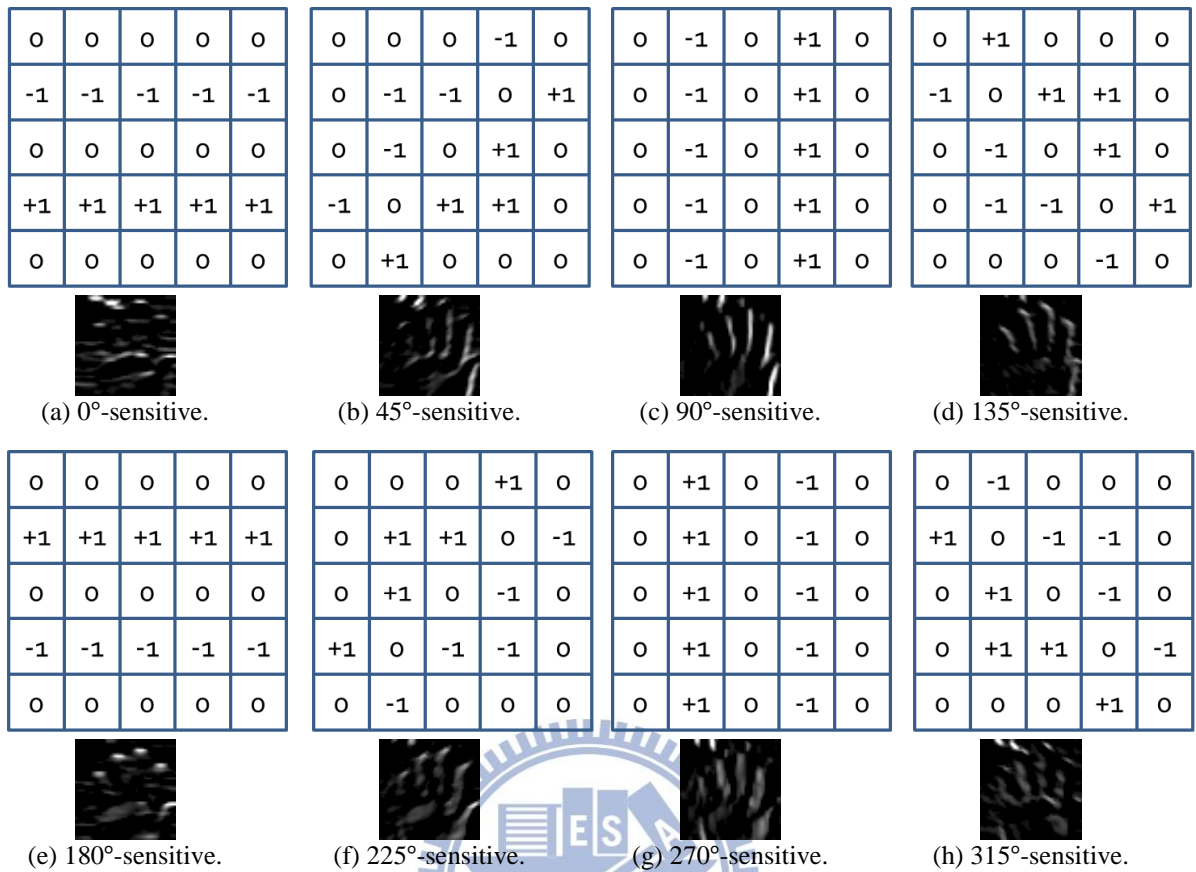 0 0 0 0 0
-1 -1 -1 -1 -1
0 0 0 0 0
+1 +1 +1 +1 +1
0 0 0 0 0
(a) 0°-sensitive.
0 0 0 -1 0
0 -1 -1 0 +1
0 -1 0 +1 0
-1 0 +1 +1 0
0 +1 0 0 0
(b) 45°-sensitive.
0 -1 0 +1 0
0 -1 0 +1 0
0 -1 0 +1 0
0 -1 0 +1 0
0 -1 0 +1 0
(c) 90°-sensitive.
0 +1 0 0 0
-1 0 +1 +1 0
0 -1 0 +1 0
0 -1 -1 0 +1
0 0 0 -1 0
(d) 135°-sensitive.
0 0 0 0 0
+1 +1 +1 +1 +1
0 0 0 0 0
-1 -1 -1 -1 -1
0 0 0 0 0
(e) 180°-sensitive.
0 0 0 +1 0
0 +1 +1 0 -1
0 +1 0 -1 0
+1 0 -1 -1 0
0 -1 0 0 0
(f) 225°-sensitive.
0 +1 0 -1 0
0 +1 0 -1 0
0 +1 0 -1 0
0 +1 0 -1 0
0 +1 0 -1 0
(g) 270°-sensitive.
0 -1 0 0 0
+1 0 -1 -1 0
0 +1 0 -1 0
0 +1 +1 0 -1
0 0 0 +1 0
(h) 315°-sensitive.
ESA